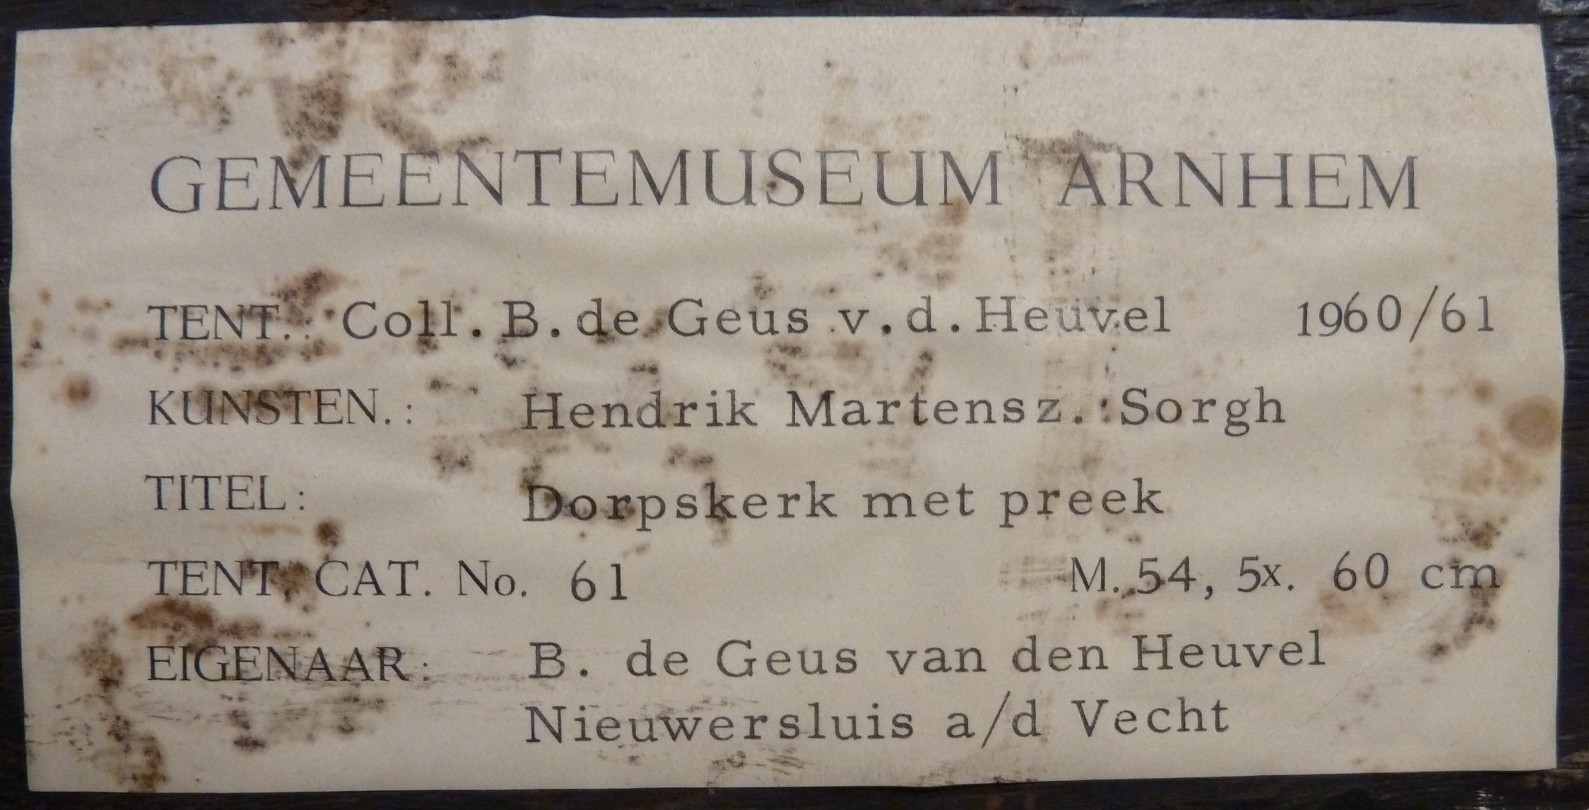 GEMEENTEMUSEUM ARNHEM
TENT.: Coll. B. de Geus v.d. Heuvel 1960/61
KUNSTEN.: Hendrik Martensz. Sorgh
TITEL: Dorpskerk met preek
TENT. CAT. No. 61 M. 54, 5x. 60 cm
EIGENAAR: B. de Geus van den Heuvel
Nieuwersluis a/d Vecht